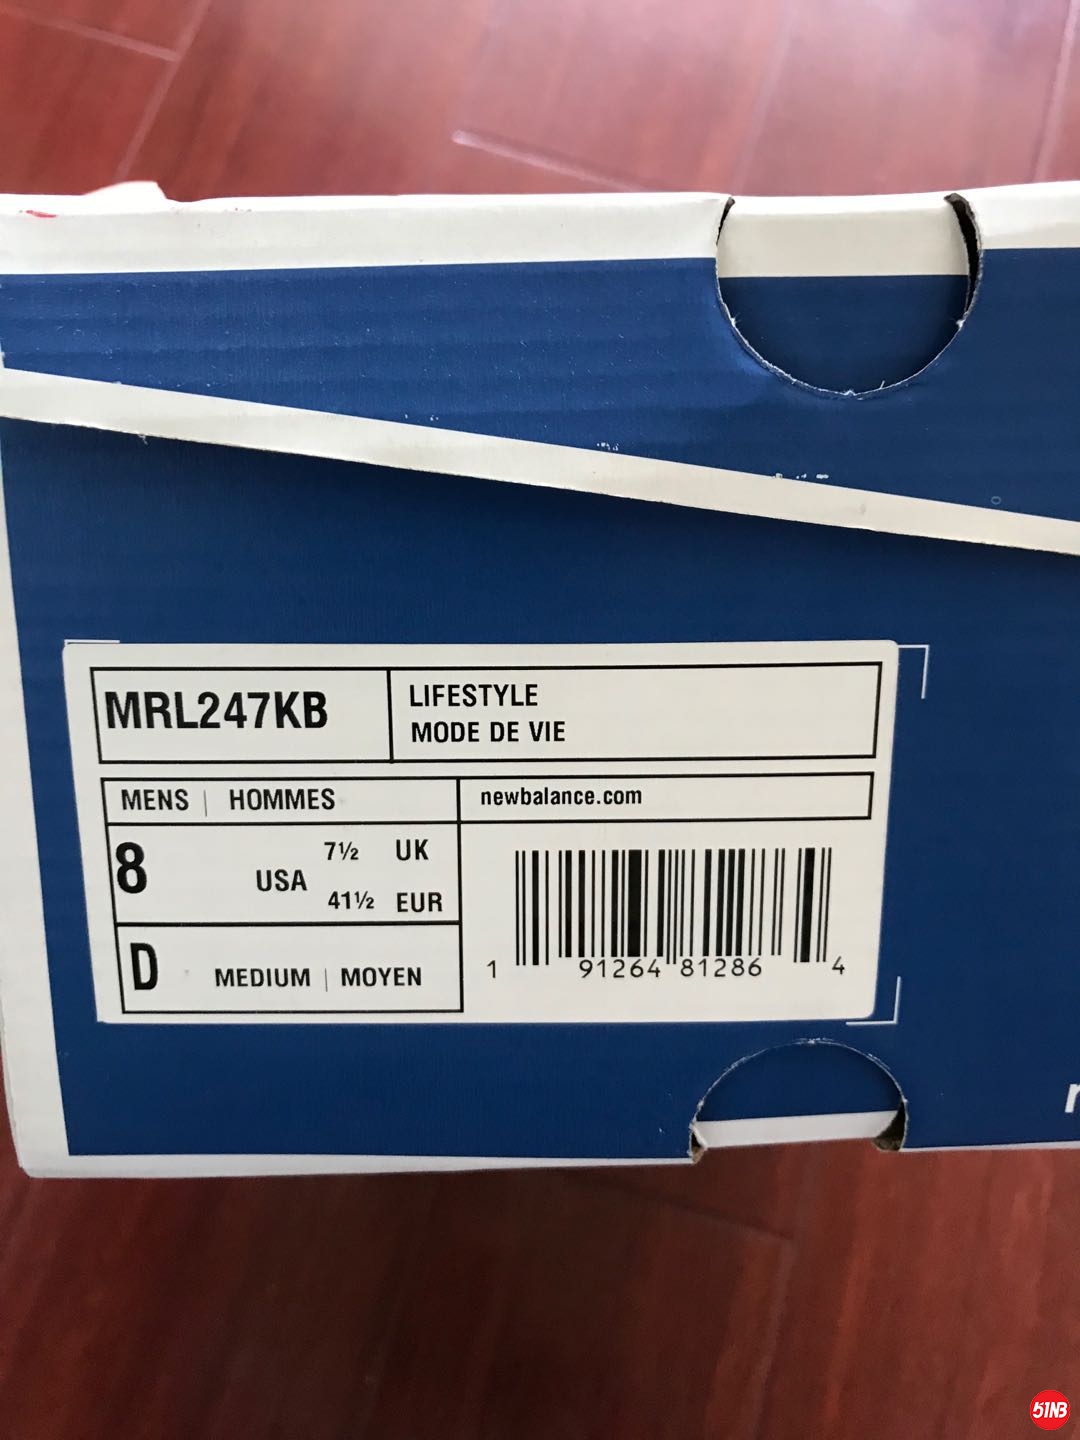 MRL247KB
LIFESTYLE
MODE DE VIE
MENS | HOMMES
newbalance.com
8 USA
7½ UK
41½ EUR
D MEDIUM | MOYEN
1 91264 81286 4
51NB